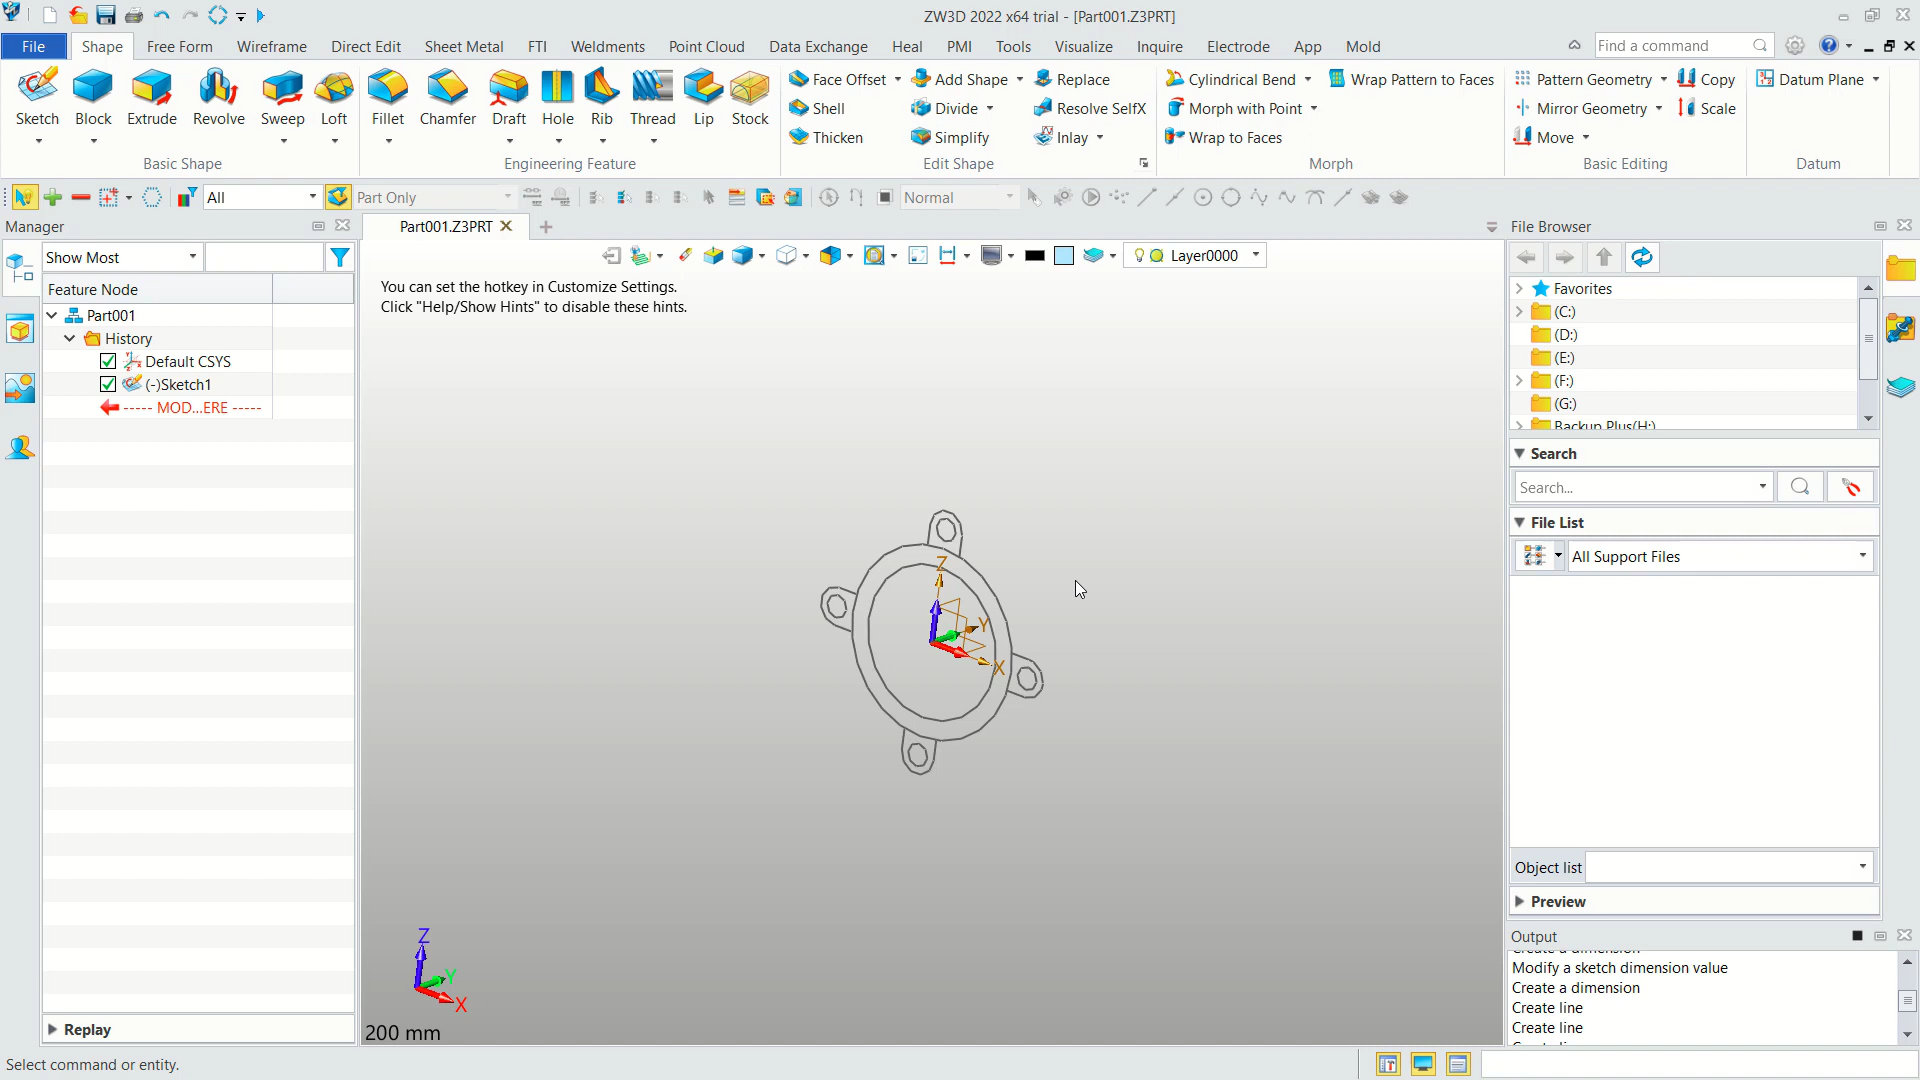 ZW3D 2022 x64 trial - [Part001.Z3PRT]
File Shape Free Form Wireframe Direct Edit Sheet Metal FTI Weldments Point Cloud Data Exchange Heal PMI Tools Visualize Inquire Electrode App Mold Find a command
Sketch Block Extrude Revolve Sweep Loft
Basic Shape
Fillet Chamfer Draft Hole Rib Thread Lip Stock
Engineering Feature
Face Offset Add Shape Replace
Shell Divide Resolve SelfX
Thicken Simplify Inlay
Edit Shape
Cylindrical Bend Wrap Pattern to Faces
Morph with Point
Wrap to Faces
Morph
Pattern Geometry Copy
Mirror Geometry Scale
Move
Basic Editing
Datum Plane
Datum
All Part Only Normal
Manager
Show Most
Feature Node
Part001
History
Default CSYS
(-)Sketch1
----- MOD...ERE -----
Replay
Part001.Z3PRT
Layer0000
You can set the hotkey in Customize Settings.
Click "Help/Show Hints" to disable these hints.
Z
Y
X
Z
Y
X
200 mm
File Browser
Favorites
(C:)
(D:)
(E:)
(F:)
(G:)
Backup Plus(H:)
Search
Search...
File List
All Support Files
Object list
Preview
Output
Create a dimension
Modify a sketch dimension value
Create a dimension
Create line
Create line
Select command or entity.